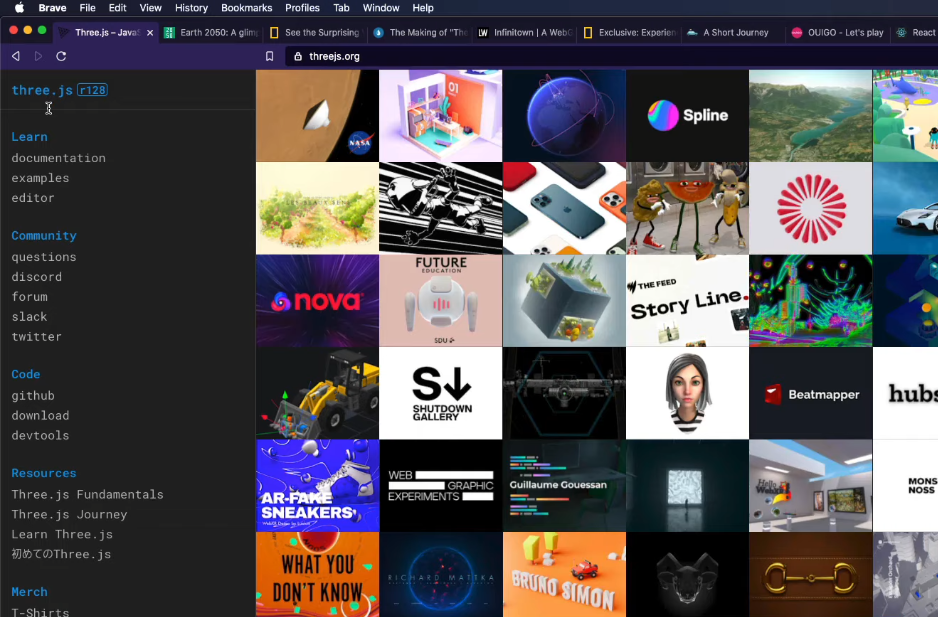 Brave File Edit View History Bookmarks Profiles Tab Window Help
Three.js – Java Earth 2050: A glim See the Surprising The Making of "The Infinitown | A Web Exclusive: Experien A Short Journey OUIGO - Let's play React
threejs.org
three.js r128
Learn
documentation
examples
editor
Community
questions
discord
forum
slack
twitter
Code
github
download
devtools
Resources
Three.js Fundamentals
Three.js Journey
Learn Three.js
初めてのThree.js
Merch
T-Shirts
NASA
01
Spline
nova
FUTURE
EDUCATION
SDU
THE FEED
Story Line.
S↓
SHUTDOWN
GALLERY
Beatmapper
hubs
AR-FAKE
SNEAKERS
WEB
GRAPHIC
EXPERIMENTS
Guillaume Gouessan
Hello
MONS
NOSS
WHAT YOU
DON'T KNOW
RICHARD MATTKA
BRUNO SIMON